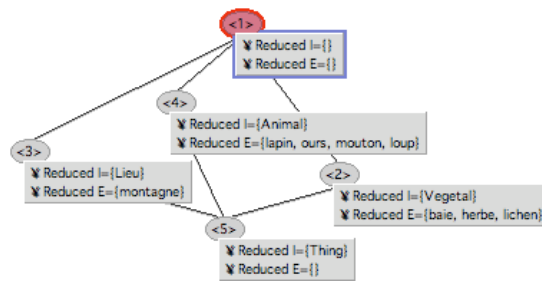 <1>
¥ Reduced I={}
¥ Reduced E={}
<4>
¥ Reduced I={Animal}
¥ Reduced E={lapin, ours, mouton, loup}
<3>
¥ Reduced I={Lieu}
¥ Reduced E={montagne}
<2>
¥ Reduced I={Vegetal}
¥ Reduced E={baie, herbe, lichen}
<5>
¥ Reduced I={Thing}
¥ Reduced E={}